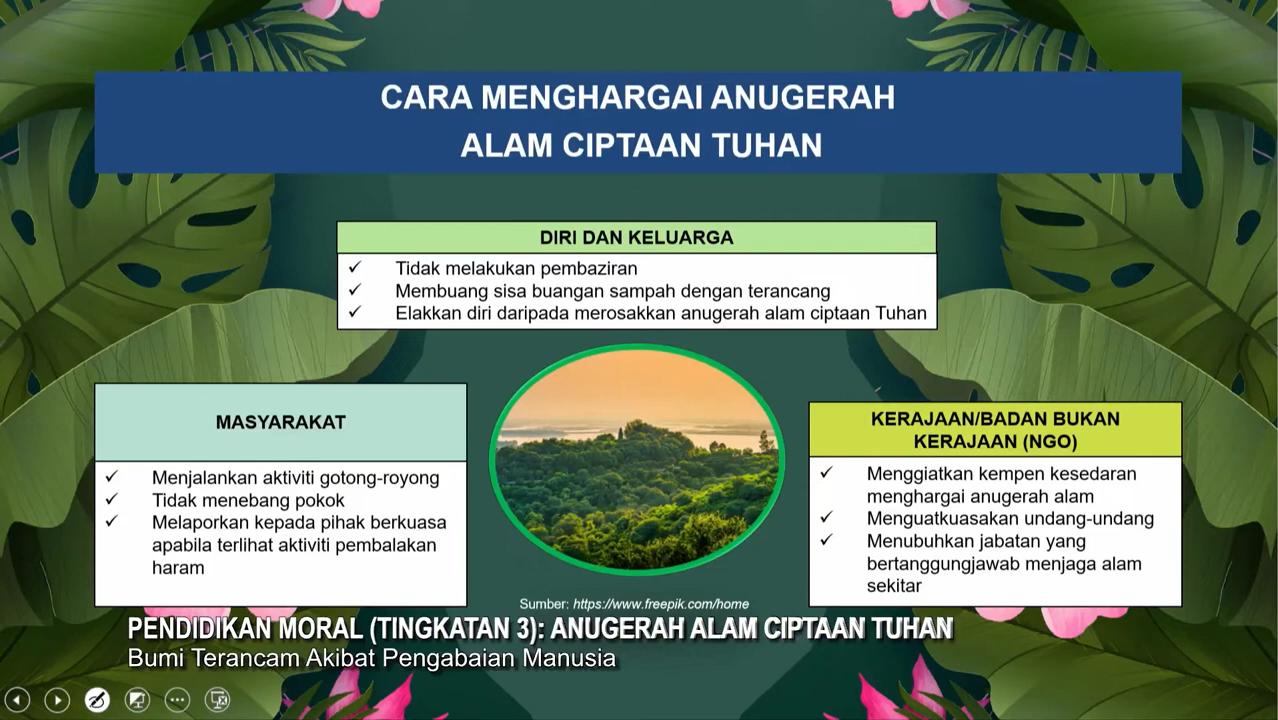 CARA MENGHARGAI ANUGERAH
ALAM CIPTAAN TUHAN
DIRI DAN KELUARGA
✓ Tidak melakukan pembaziran
✓ Membuang sisa buangan sampah dengan terancang
✓ Elakkan diri daripada merosakkan anugerah alam ciptaan Tuhan
MASYARAKAT
✓ Menjalankan aktiviti gotong-royong
✓ Tidak menebang pokok
✓ Melaporkan kepada pihak berkuasa
apabila terlihat aktiviti pembalakan
haram
KERAJAAN/BADAN BUKAN
KERAJAAN (NGO)
✓ Menggiatkan kempen kesedaran
menghargai anugerah alam
✓ Menguatkuasakan undang-undang
✓ Menubuhkan jabatan yang
bertanggungjawab menjaga alam
sekitar
Sumber: https://www.freepik.com/home
PENDIDIKAN MORAL (TINGKATAN 3): ANUGERAH ALAM CIPTAAN TUHAN
Bumi Terancam Akibat Pengabaian Manusia